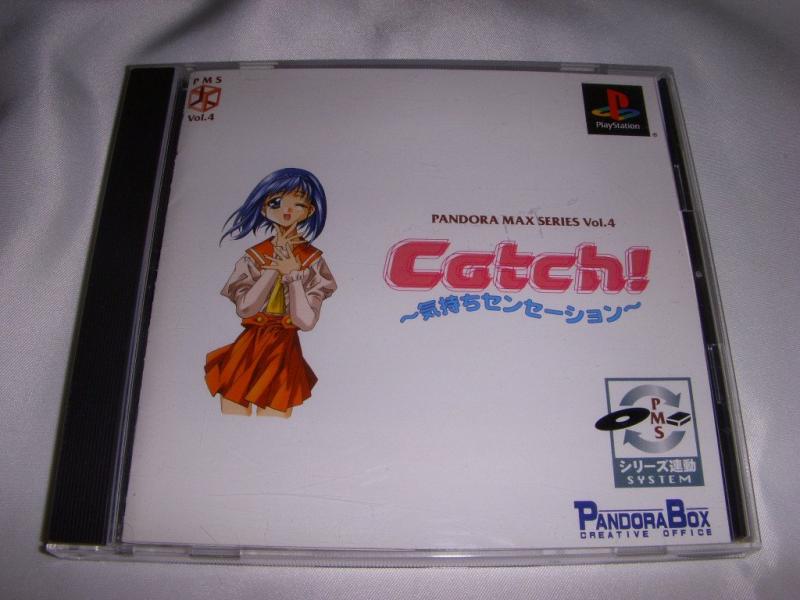 PMS
Vol.4
PlayStation
®
PANDORA MAX SERIES Vol.4
Catch!
～気持ちセンセーション～
PMS
シリーズ連動
SYSTEM
PANDORABOX
CREATIVE OFFICE